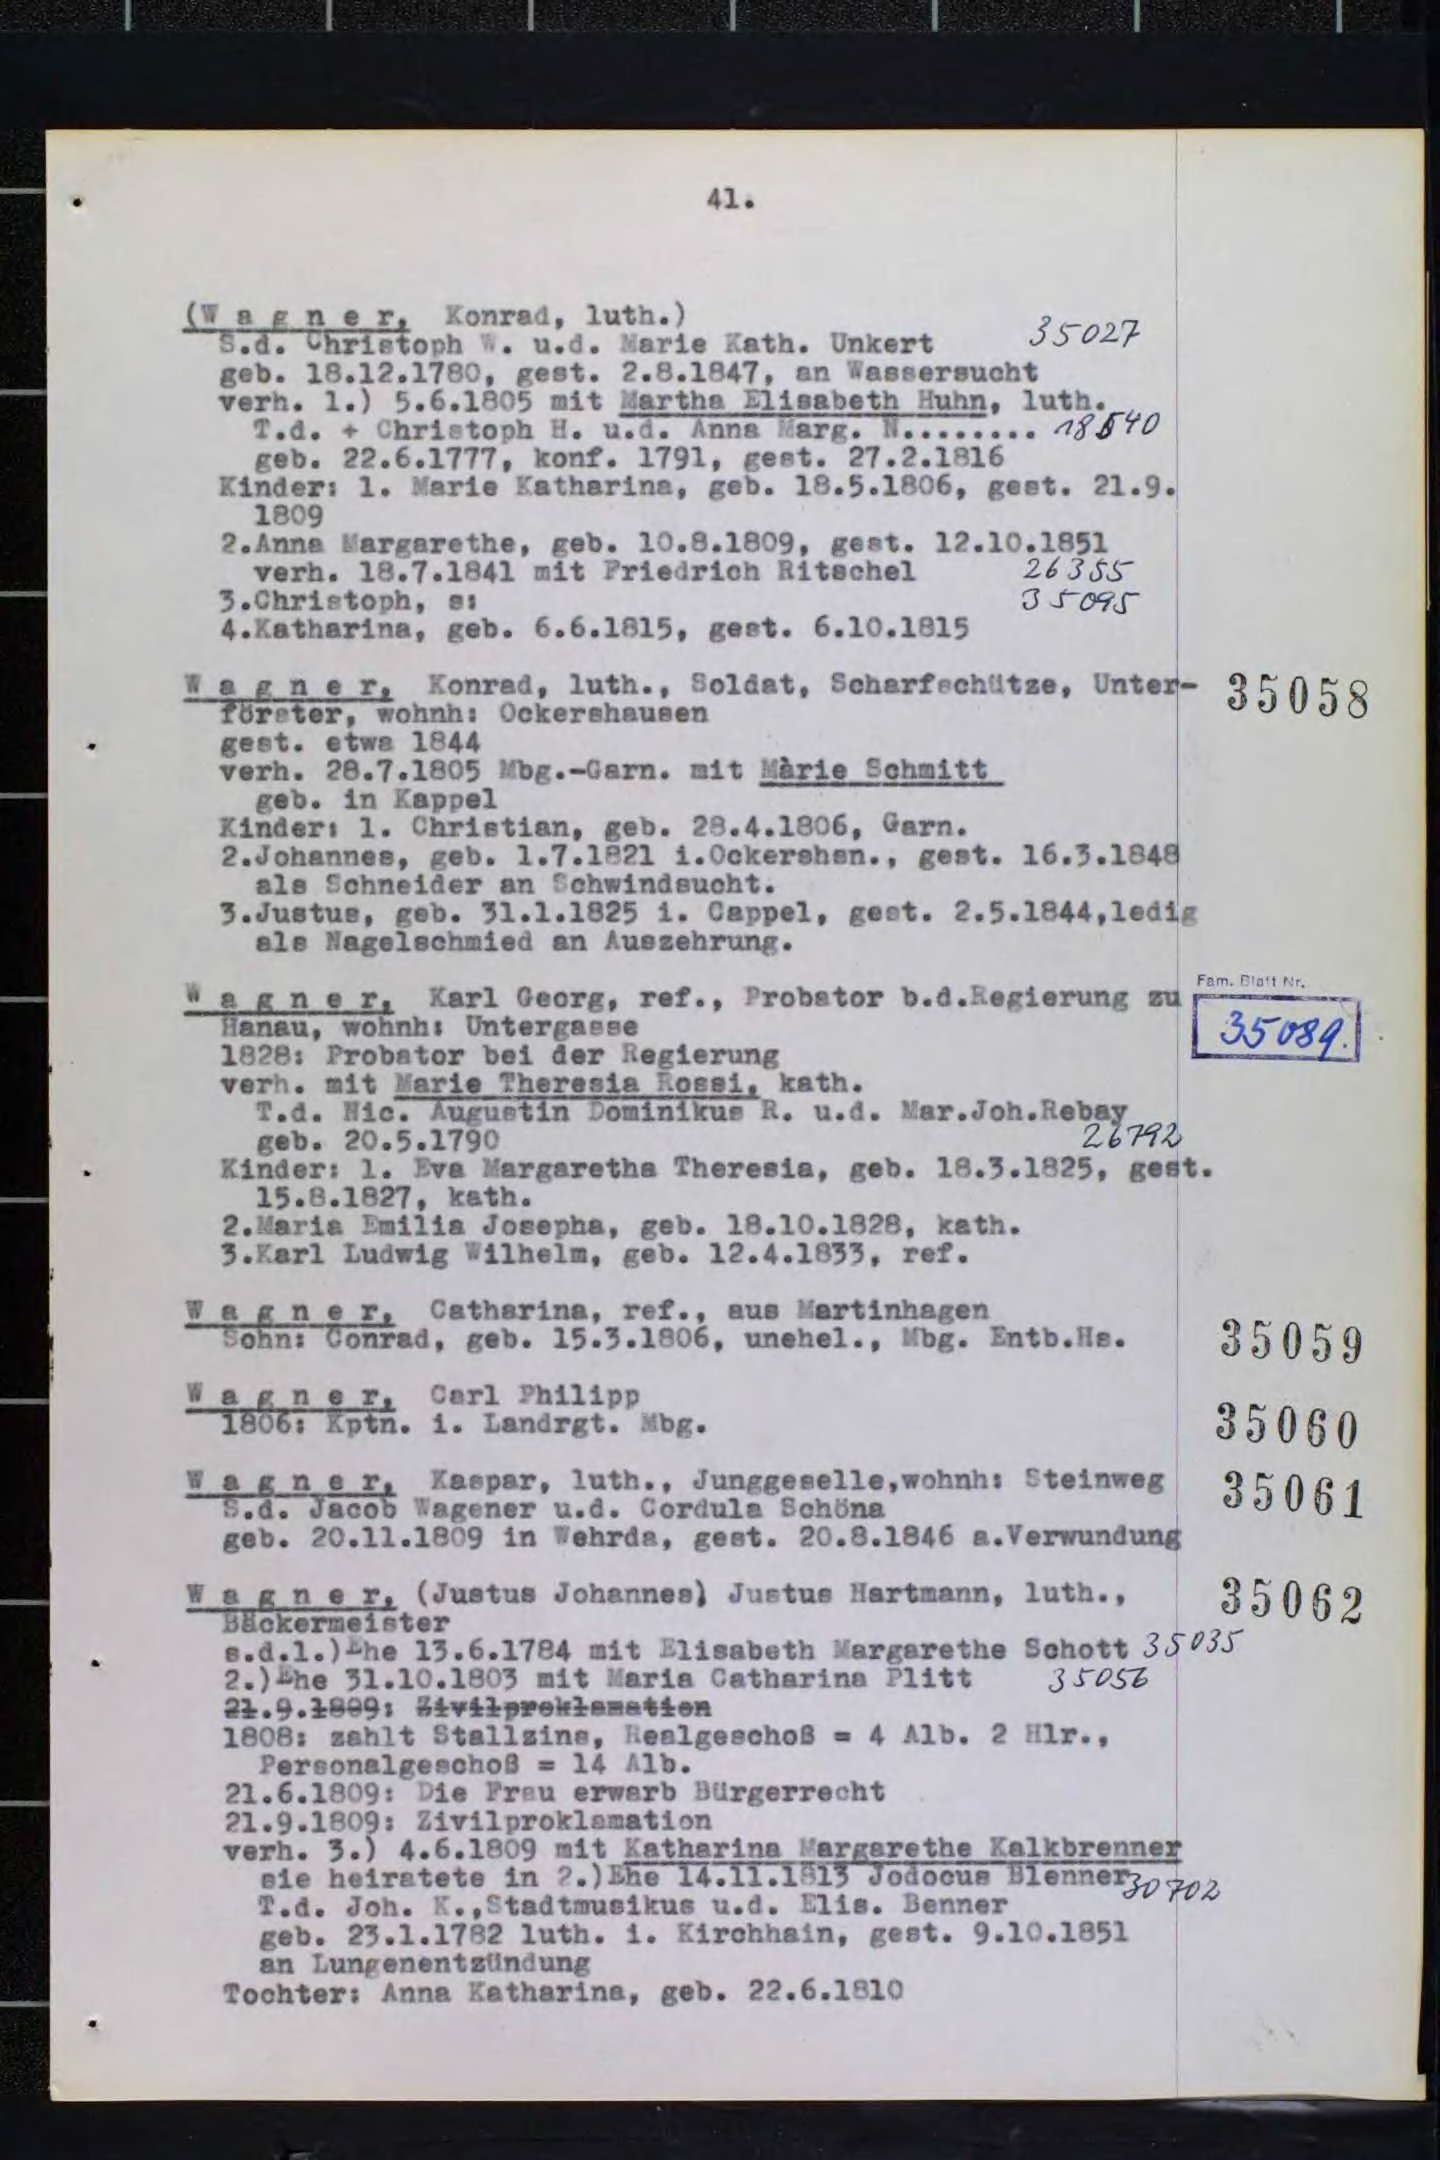 41.
(W a g n e r, Konrad, luth.)
S.d. Christoph W. u.d. Marie Kath. Unkert 35027
geb. 18.12.1780, gest. 2.8.1847, an Wassersucht
verh. 1.) 5.6.1805 mit Martha Elisabeth Huhn, luth.
T.d. + Christoph H. u.d. Anna Marg. N........ 18540
geb. 22.6.1777, konf. 1791, gest. 27.2.1816
Kinder: 1. Marie Katharina, geb. 18.5.1806, gest. 21.9.
1809
2.Anna Margarethe, geb. 10.8.1809, gest. 12.10.1851
verh. 18.7.1841 mit Friedrich Ritschel 26355
3.Christoph, s: 35095
4.Katharina, geb. 6.6.1815, gest. 6.10.1815
W a g n e r, Konrad, luth., Soldat, Scharfschütze, Unter- 35058
förster, wohnh: Ockershausen
gest. etwa 1844
verh. 28.7.1805 Mbg.-Garn. mit Màrie Schmitt
geb. in Kappel
Kinder: 1. Christian, geb. 28.4.1806, Garn.
2.Johannes, geb. 1.7.1821 i.Ockershsn., gest. 16.3.1848
als Schneider an Schwindsucht.
3.Justus, geb. 31.1.1825 i. Cappel, gest. 2.5.1844,ledig
als Nagelschmied an Auszehrung.
Fam. Blatt Nr.
W a g n e r, Karl Georg, ref., Probator b.d.Regierung zu 35089.
Hanau, wohnh: Untergasse
1828: Probator bei der Regierung
verh. mit Marie Theresia Rossi, kath.
T.d. Nic. Augustin Dominikus R. u.d. Mar.Joh.Rebay
geb. 20.5.1790 26792
Kinder: 1. Eva Margaretha Theresia, geb. 18.3.1825, gest.
15.8.1827, kath.
2.Maria Emilia Josepha, geb. 18.10.1828, kath.
3.Karl Ludwig Wilhelm, geb. 12.4.1833, ref.
W a g n e r, Catharina, ref., aus Martinhagen
Sohn: Conrad, geb. 15.3.1806, unehel., Mbg. Entb.Hs. 35059
W a g n e r, Carl Philipp
1806: Kptn. i. Landrgt. Mbg. 35060
W a g n e r, Kaspar, luth., Junggeselle,wohnh: Steinweg 35061
S.d. Jacob Wagener u.d. Cordula Schöna
geb. 20.11.1809 in Wehrda, gest. 20.8.1846 a.Verwundung
W a g n e r, (Justus Johannes) Justus Hartmann, luth., 35062
Bäckermeister
s.d.1.)Ehe 13.6.1784 mit Elisabeth Margarethe Schott 35035
2.)Ehe 31.10.1803 mit Maria Catharina Plitt 35056
21.9.1809: Zivilproklamation
1808: zahlt Stallzins, Realgeschoß = 4 Alb. 2 Hlr.,
Personalgeschoß = 14 Alb.
21.6.1809: Die Frau erwarb Bürgerrecht
21.9.1809: Zivilproklamation
verh. 3.) 4.6.1809 mit Katharina Margarethe Kalkbrenner
sie heiratete in 2.)Ehe 14.11.1813 Jodocus Blenner 30702
T.d. Joh. K.,Stadtmusikus u.d. Elis. Benner
geb. 23.1.1782 luth. i. Kirchhain, gest. 9.10.1851
an Lungenentzündung
Tochter: Anna Katharina, geb. 22.6.1810